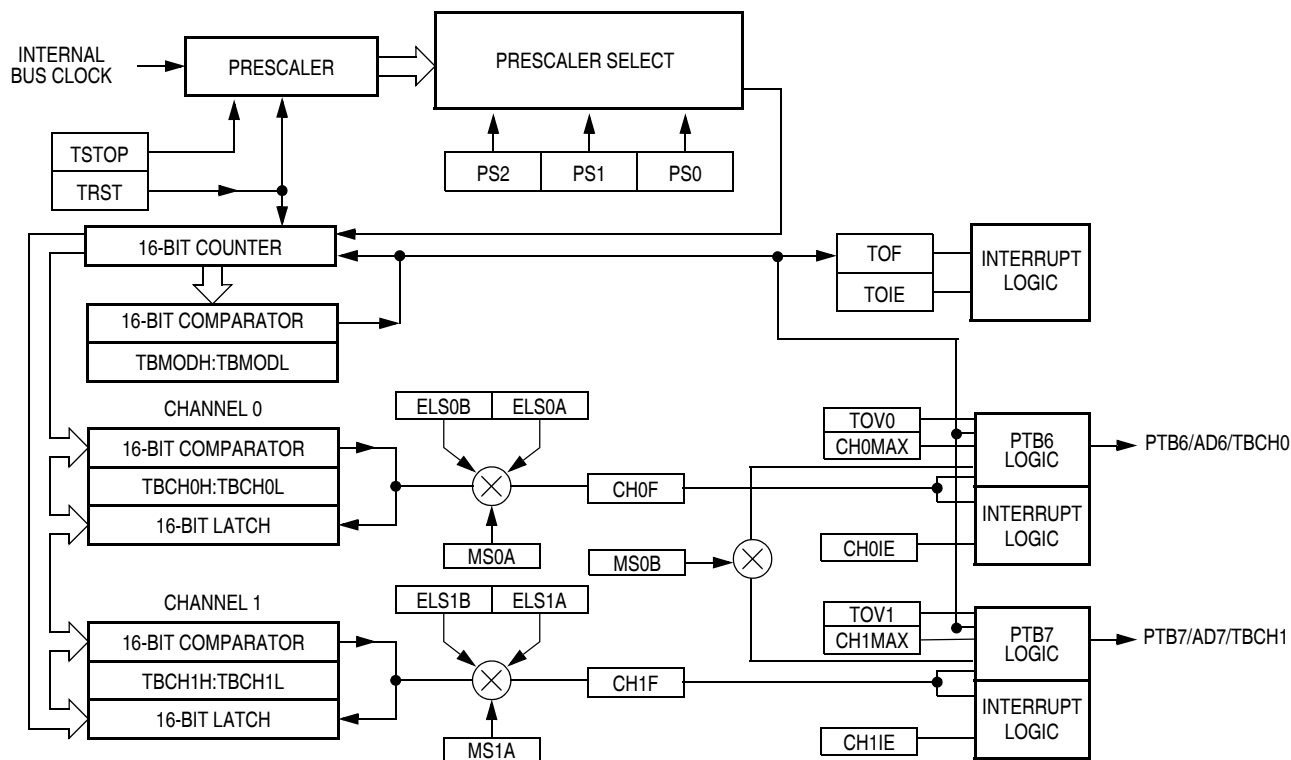 INTERNAL
BUS CLOCK
PRESCALER
PRESCALER SELECT
TSTOP
TRST
PS2
PS1
PS0
16-BIT COUNTER
TOF
TOIE
INTERRUPT
LOGIC
16-BIT COMPARATOR
TBMODH:TBMODL
CHANNEL 0
ELS0B
ELS0A
16-BIT COMPARATOR
TBCH0H:TBCH0L
16-BIT LATCH
MS0A
CH0F
TOV0
CH0MAX
PTB6
LOGIC
PTB6/AD6/TBCH0
INTERRUPT
LOGIC
CH0IE
MS0B
CHANNEL 1
ELS1B
ELS1A
16-BIT COMPARATOR
TBCH1H:TBCH1L
16-BIT LATCH
MS1A
CH1F
TOV1
CH1MAX
PTB7
LOGIC
PTB7/AD7/TBCH1
INTERRUPT
LOGIC
CH1IE